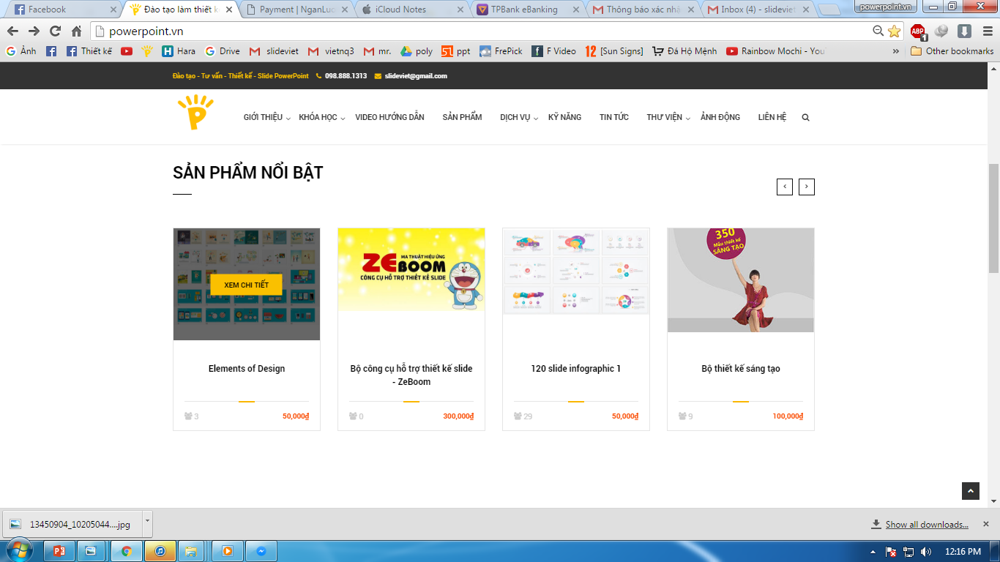 Facebook
Đào tạo làm thiết k
Payment | NganLu
iCloud Notes
TPBank eBanking
Thông báo xác nhậ
Inbox (4) - slideviet
powerpoint.vn
powerpoint.vn
ABP
1
Ảnh
Thiết kế
Hara
Drive
slideviet
vietnq3
mr.
poly
ppt
FrePick
F Video
[Sun Signs]
Đá Hộ Mệnh
Rainbow Mochi - You
»
Other bookmarks
Đào tạo - Tư vấn - Thiết kế - Slide PowerPoint
098.888.1313
slideviet@gmail.com
GIỚI THIỆU
KHÓA HỌC
VIDEO HƯỚNG DẪN
SẢN PHẨM
DỊCH VỤ
KỸ NĂNG
TIN TỨC
THƯ VIỆN
ẢNH ĐỘNG
LIÊN HỆ
SẢN PHẨM NỔI BẬT
XEM CHI TIẾT
Elements of Design
3
50,000₫
MA THUẬT HIỆU ỨNG
ZEBOOM
CÔNG CỤ HỖ TRỢ THIẾT KẾ SLIDE
Bộ công cụ hỗ trợ thiết kế slide
- ZeBoom
0
300,000₫
120 slide infographic 1
29
50,000₫
350
Mẫu thiết kế
SÁNG TẠO
Bộ thiết kế sáng tạo
9
100,000₫
13450904_10205044....jpg
Show all downloads...
12:16 PM